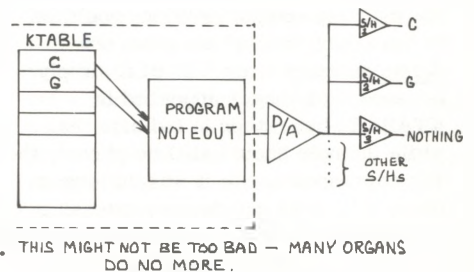 KTABLE
C
G
PROGRAM
NOTEOUT
D/A
S/H
C
S/H
2
G
S/H
3
NOTHING
OTHER
S/Hs
. THIS MIGHT NOT BE TOO BAD — MANY ORGANS
DO NO MORE.